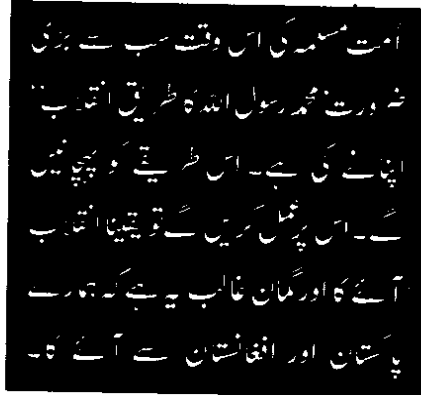 اُمت مسلمہ کی اس وقت سب سے بڑی
ضرورت "محمد رسول اللہ کا طریق انقلاب"
اپنانے کی ہے۔ اس طریقے کو پہچانیں
گے۔ اس پر عمل کریں گے تو یقینا انقلاب
آئے گا اور گمان غالب یہ ہے کہ ہمارے
پاکستان اور افغانستان سے آئے گا۔